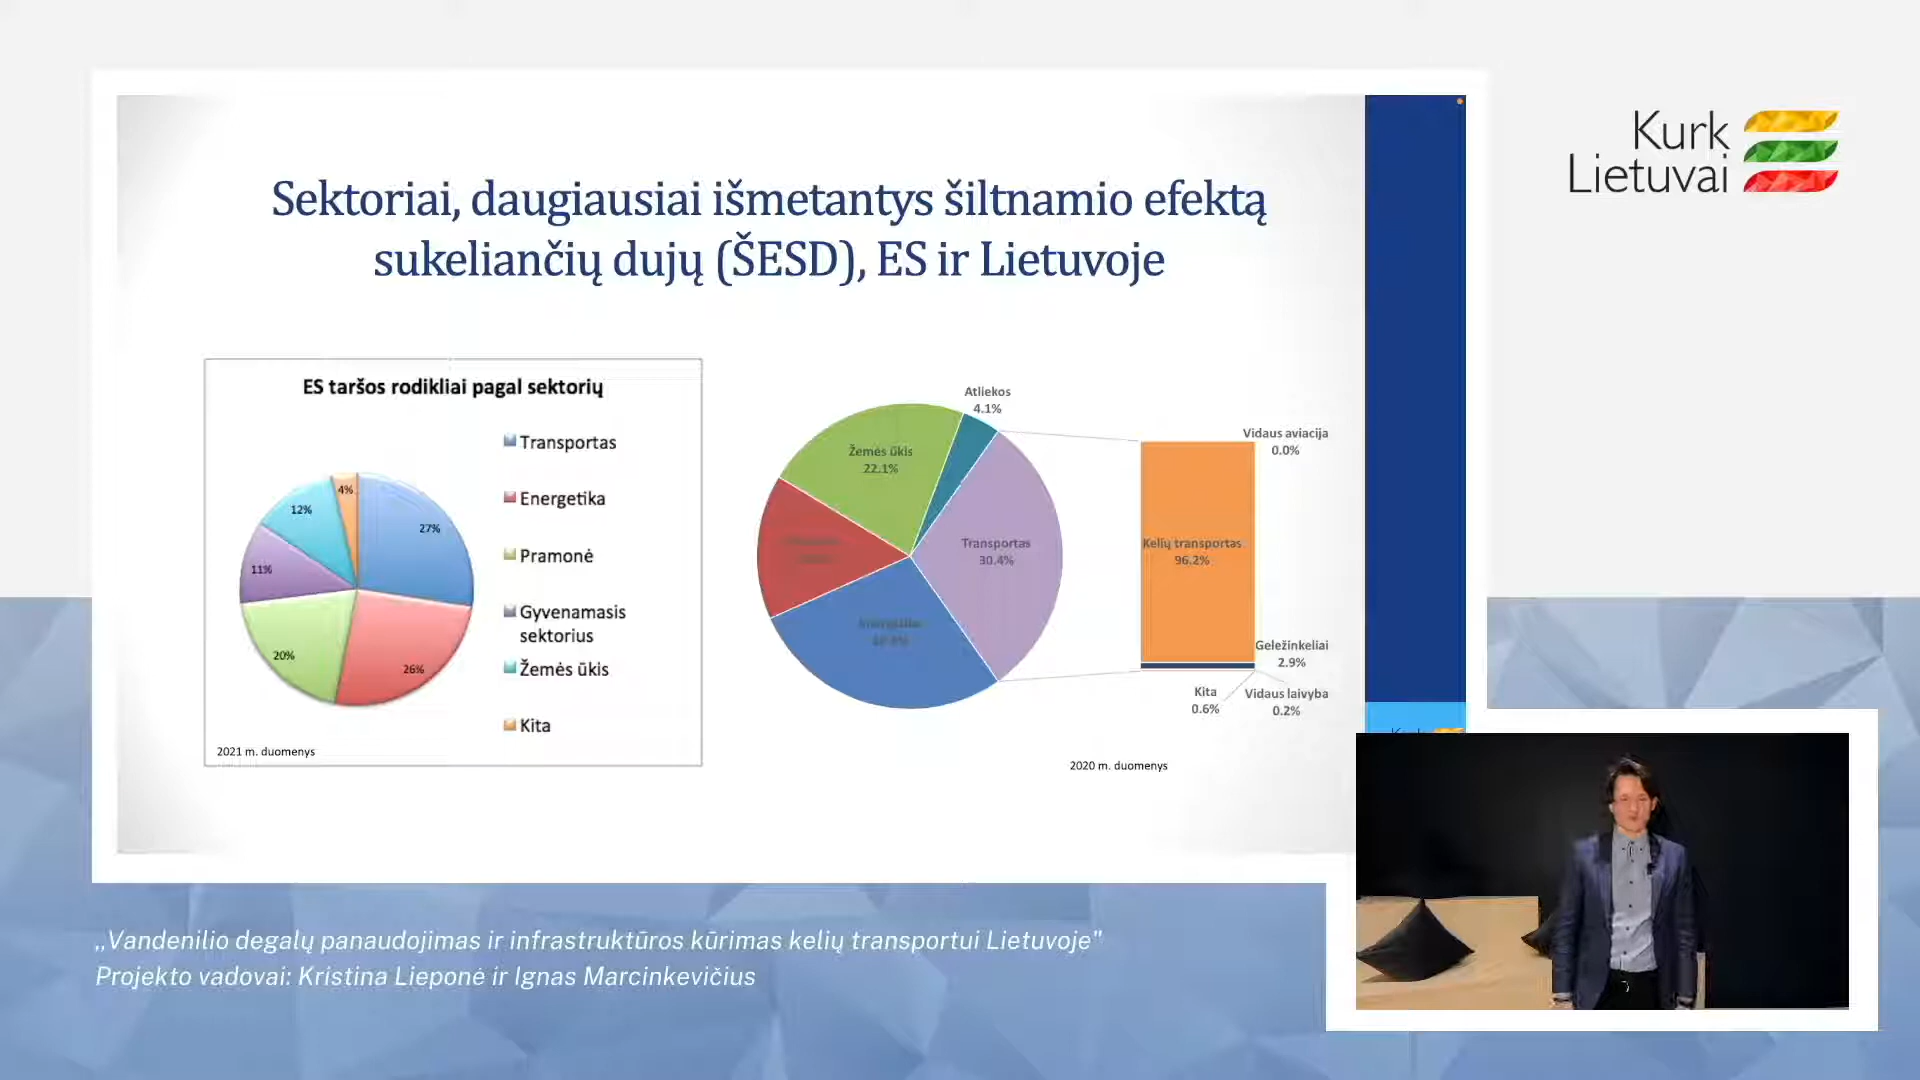 Kurk
Lietuvai
Sektoriai, daugiausiai išmetantys šiltnamio efektą
sukeliančių dujų (ŠESD), ES ir Lietuvoje
ES taršos rodikliai pagal sektorių
Transportas
Energetika
Pramonė
Gyvenamasis
sektorius
Žemės ūkis
Kita
4%
12%
27%
11%
20%
26%
2021 m. duomenys
Atliekos
4.1%
Žemės ūkis
22.1%
Transportas
30.4%
Vidaus aviacija
0.0%
Kelių transportas
96.2%
Geležinkeliai
2.9%
Kita
0.6%
Vidaus laivyba
0.2%
2020 m. duomenys
,,Vandenilio degalų panaudojimas ir infrastruktūros kūrimas kelių transportui Lietuvoje"
Projekto vadovai: Kristina Lieponė ir Ignas Marcinkevičius